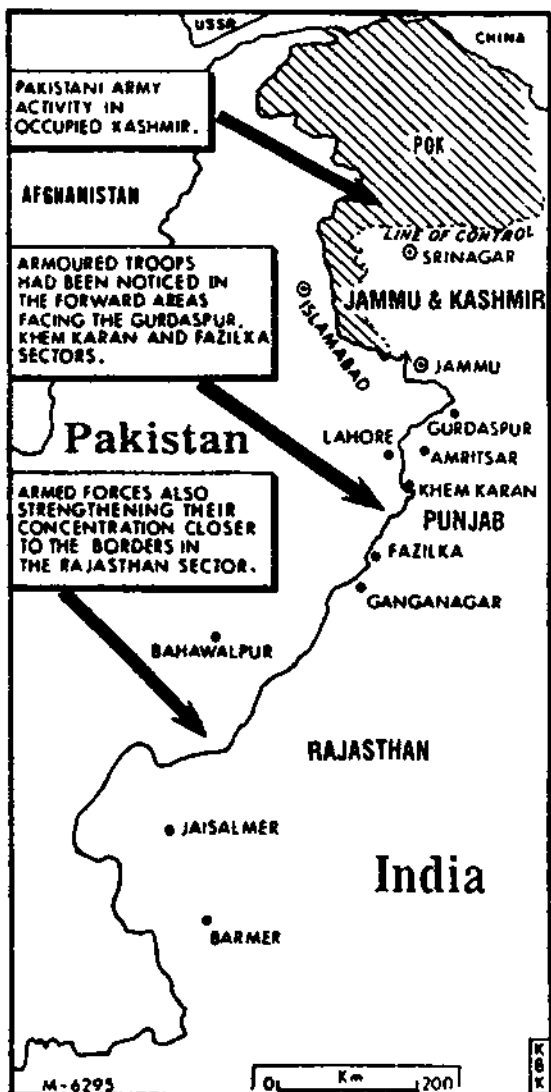 USSR
CHINA
PAKISTANI ARMY
ACTIVITY IN
OCCUPIED KASHMIR.
POK
AFGHANISTAN
LINE OF CONTROL
SRINAGAR
ARMOURED TROOPS
HAD BEEN NOTICED IN
THE FORWARD AREAS
FACING THE GURDASPUR,
KHEM KARAN AND FAZILKA
SECTORS.
JAMMU & KASHMIR
ISLAMABAD
JAMMU
GURDASPUR
Pakistan
LAHORE
AMRITSAR
KHEM KARAN
PUNJAB
ARMED FORCES ALSO
STRENGTHENING THEIR
CONCENTRATION CLOSER
TO THE BORDERS IN
THE RAJASTHAN SECTOR.
FAZILKA
GANGANAGAR
BAHAWALPUR
RAJASTHAN
JAISALMER
India
BARMER
M-6295
0 Km 200
KBK